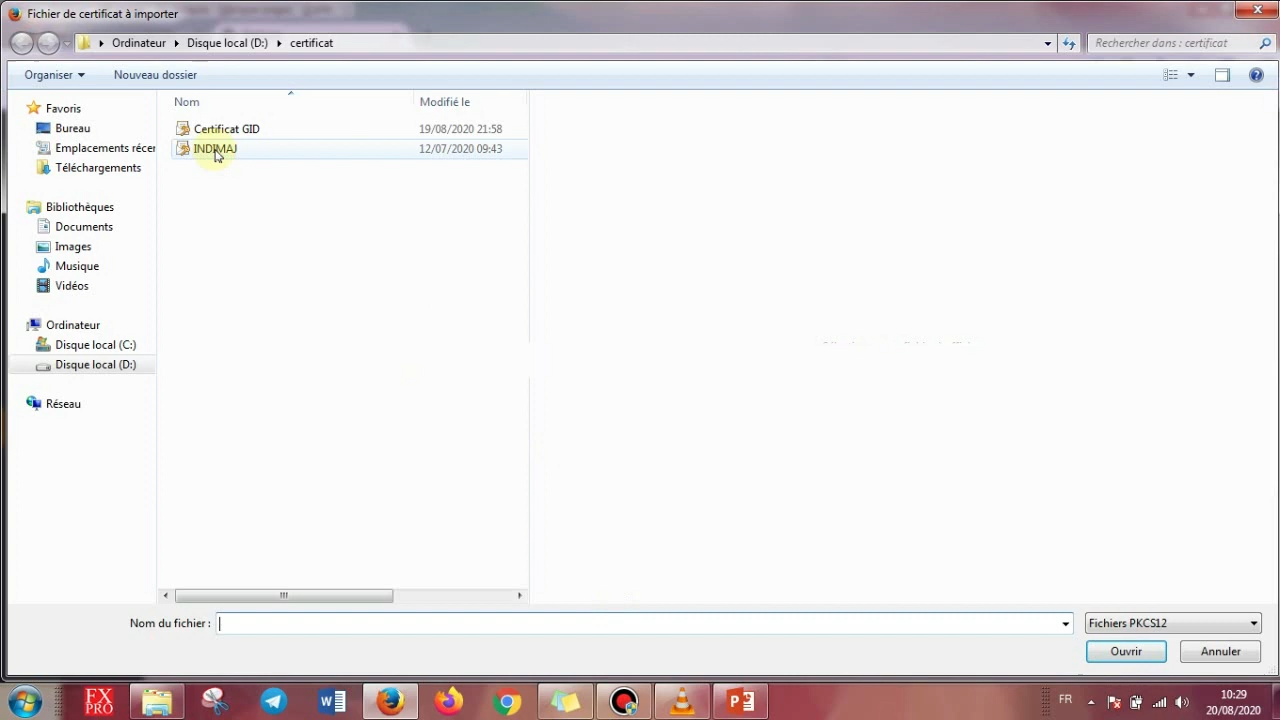 Fichier de certificat à importer
Ordinateur Disque local (D:) certificat
Rechercher dans : certificat
Organiser Nouveau dossier
Nom Modifié le
Certificat GID 19/08/2020 21:58
INDIMAJ 12/07/2020 09:43
Favoris
Bureau
Emplacements récer
Téléchargements
Bibliothèques
Documents
Images
Musique
Vidéos
Ordinateur
Disque local (C:)
Disque local (D:)
Réseau
Nom du fichier :
Fichiers PKCS12
Ouvrir Annuler
FX
PRO
FR
10:29
20/08/2020